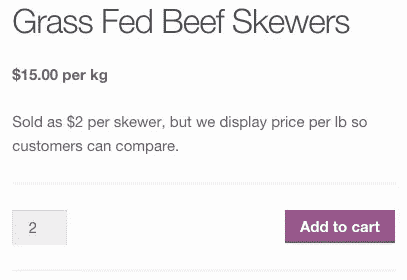 Grass Fed Beef Skewers
$15.00 per kg
Sold as $2 per skewer, but we display price per lb so
customers can compare.
2
Add to cart